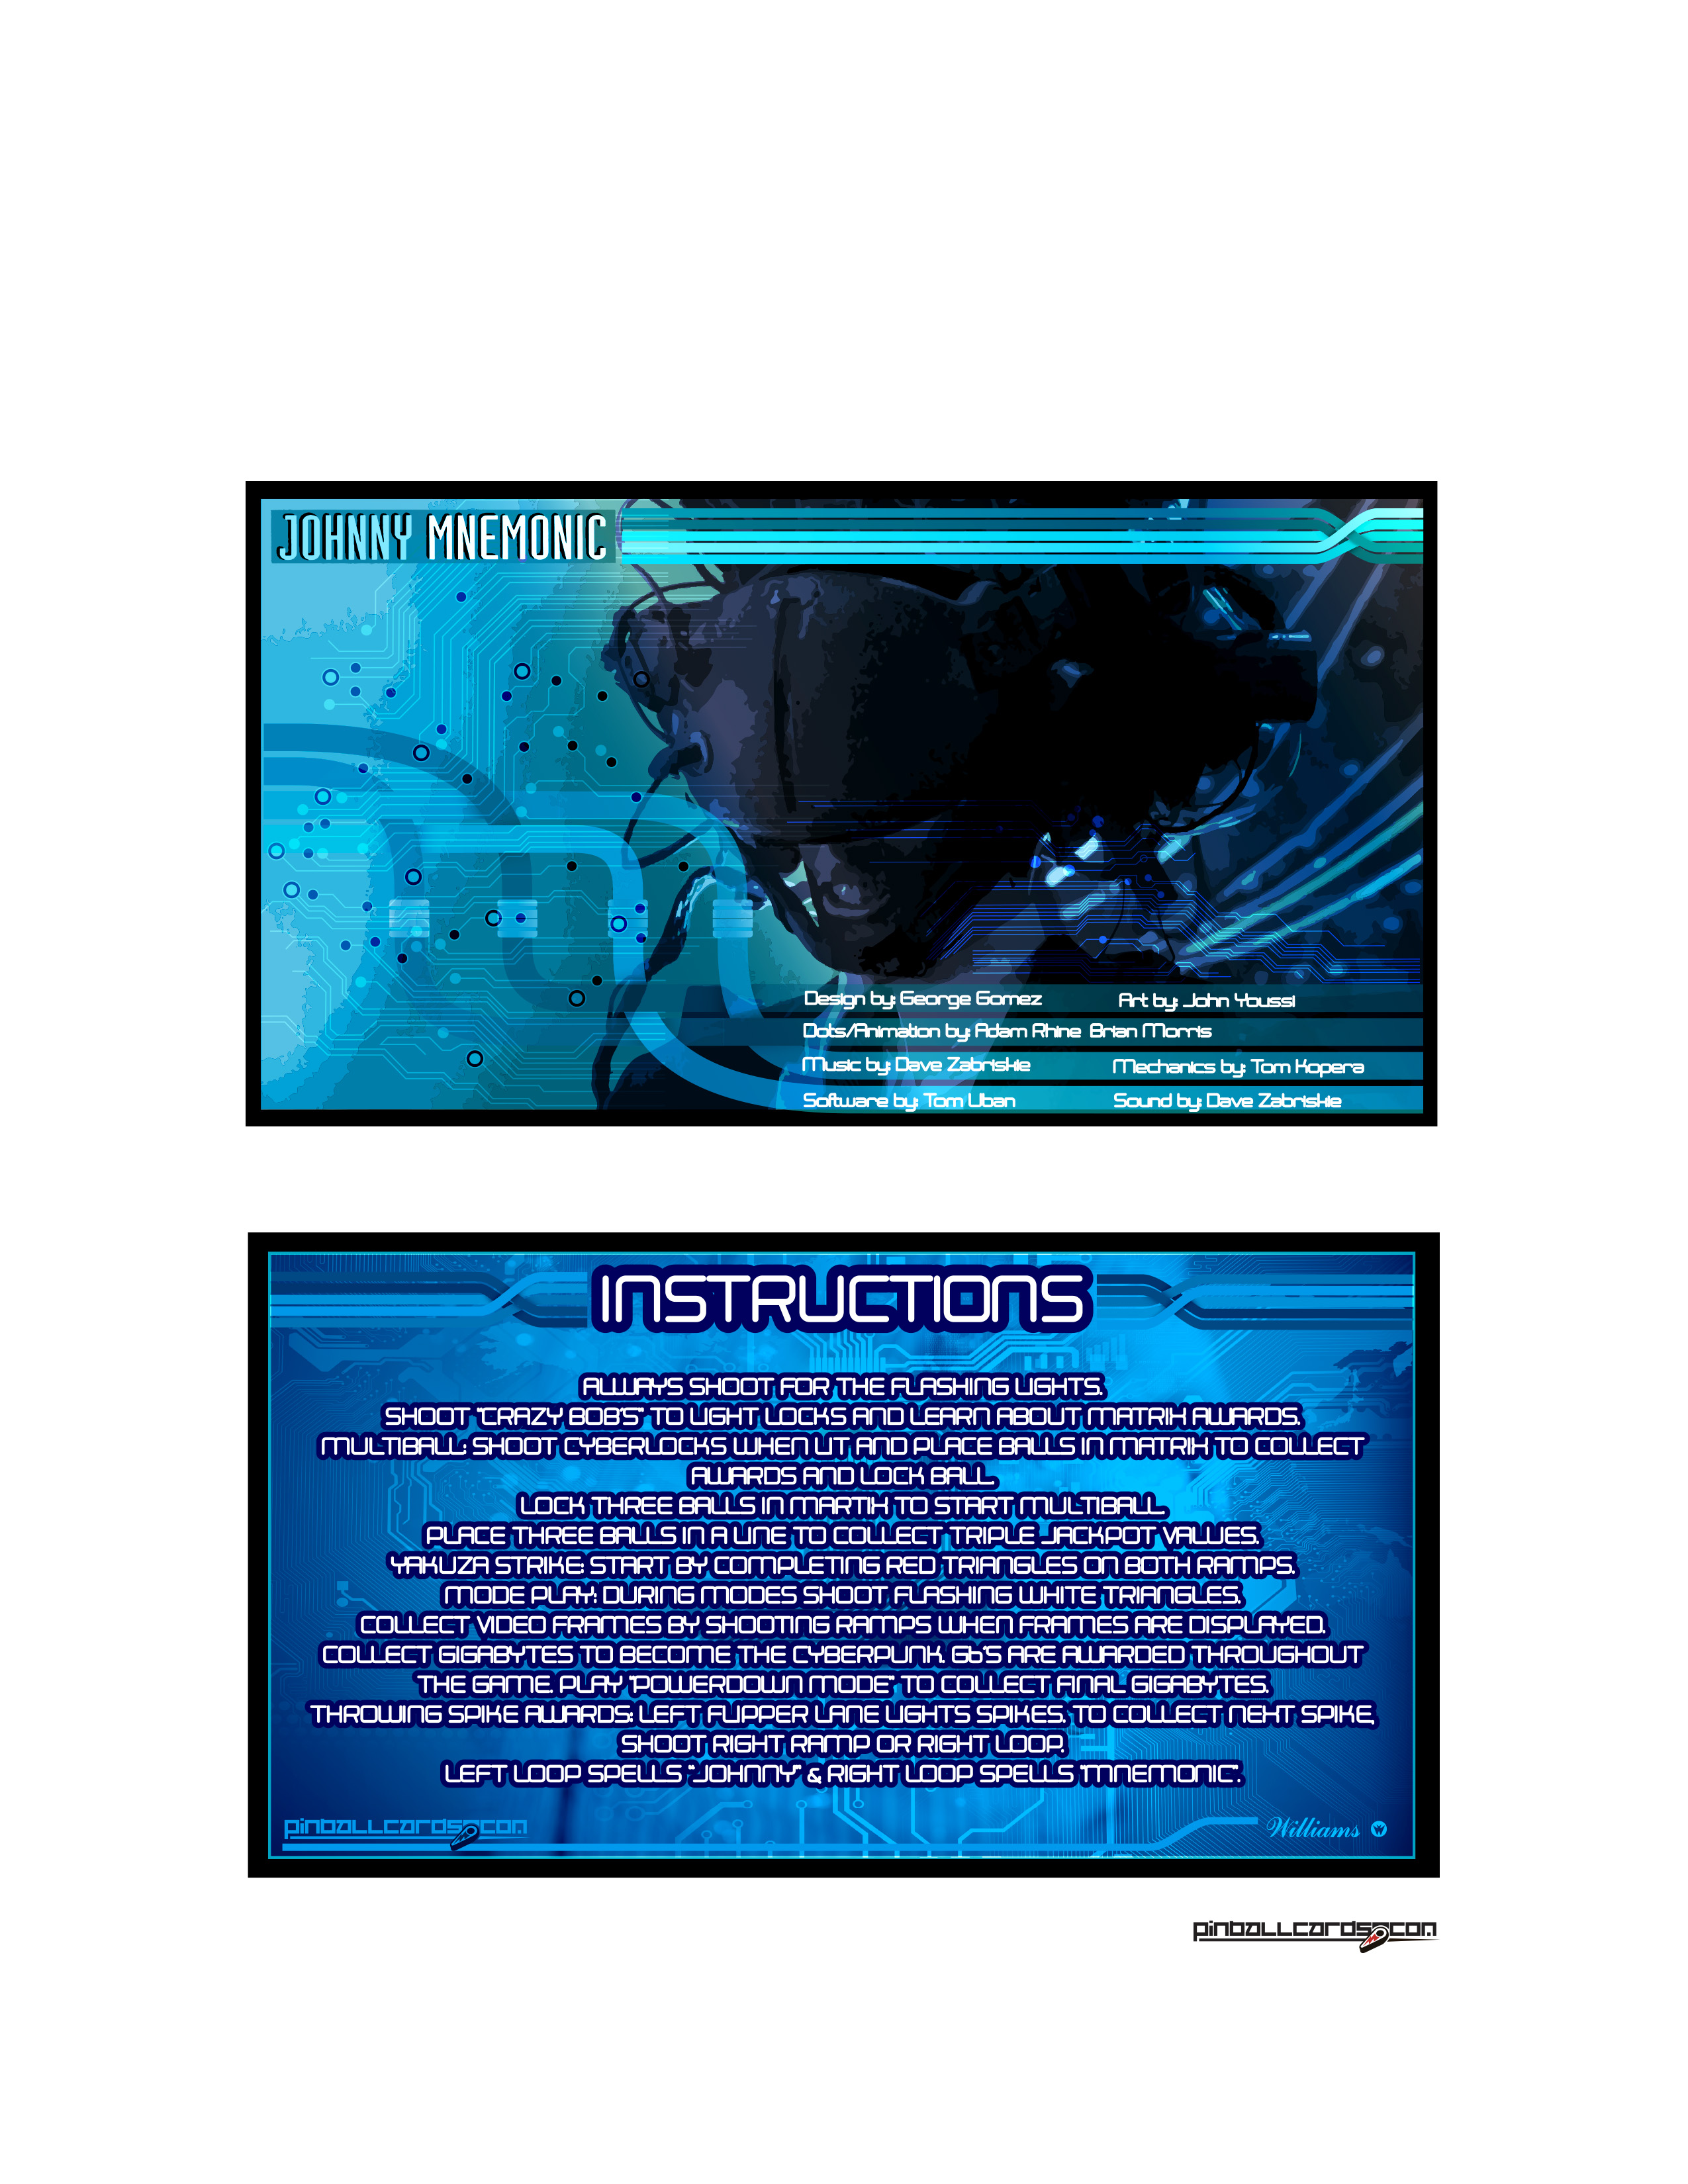 JOHNNY MNEMONIC
Design by: George Gomez Art by: John Youssi
Dots/Animation by: Adam Rhine Brian Morris
Music by: Dave Zabriskie Mechanics by: Tom Kopera
Software by: Tom Uban Sound by: Dave Zabriskie
INSTRUCTIONS
ALWAYS SHOOT FOR THE FLASHING LIGHTS.
SHOOT "CRAZY BOB'S" TO LIGHT LOCKS AND LEARN ABOUT MATRIX AWARDS.
MULTIBALL: SHOOT CYBERLOCKS WHEN LIT AND PLACE BALLS IN MATRIX TO COLLECT
AWARDS AND LOCK BALL.
LOCK THREE BALLS IN MARTIX TO START MULTIBALL.
PLACE THREE BALLS IN A LINE TO COLLECT TRIPLE JACKPOT VALUES.
YAKUZA STRIKE: START BY COMPLETING RED TRIANGLES ON BOTH RAMPS.
MODE PLAY: DURING MODES SHOOT FLASHING WHITE TRIANGLES.
COLLECT VIDEO FRAMES BY SHOOTING RAMPS WHEN FRAMES ARE DISPLAYED.
COLLECT GIGABYTES TO BECOME THE CYBERPUNK. Gb'S ARE AWARDED THROUGHOUT
THE GAME. PLAY "POWERDOWN MODE" TO COLLECT FINAL GIGABYTES.
THROWING SPIKE AWARDS: LEFT FLIPPER LANE LIGHTS SPIKES. TO COLLECT NEXT SPIKE,
SHOOT RIGHT RAMP OR RIGHT LOOP.
LEFT LOOP SPELLS "JOHNNY" & RIGHT LOOP SPELLS "MNEMONIC".
pinballcards.com Williams W
pinballcards.com